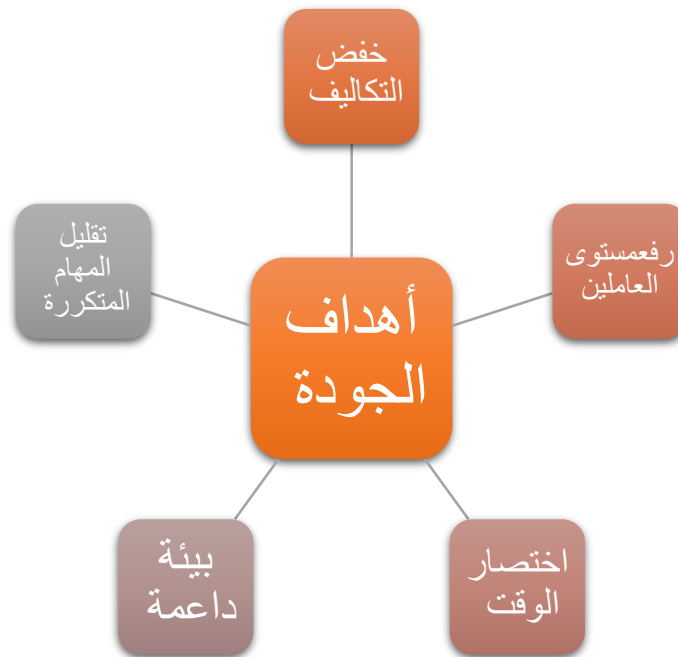 خفض
التكاليف
رفعمستوى
العاملين
أهداف
الجودة
تقليل
المهام
المتكررة
اختصار
الوقت
بيئة
داعمة